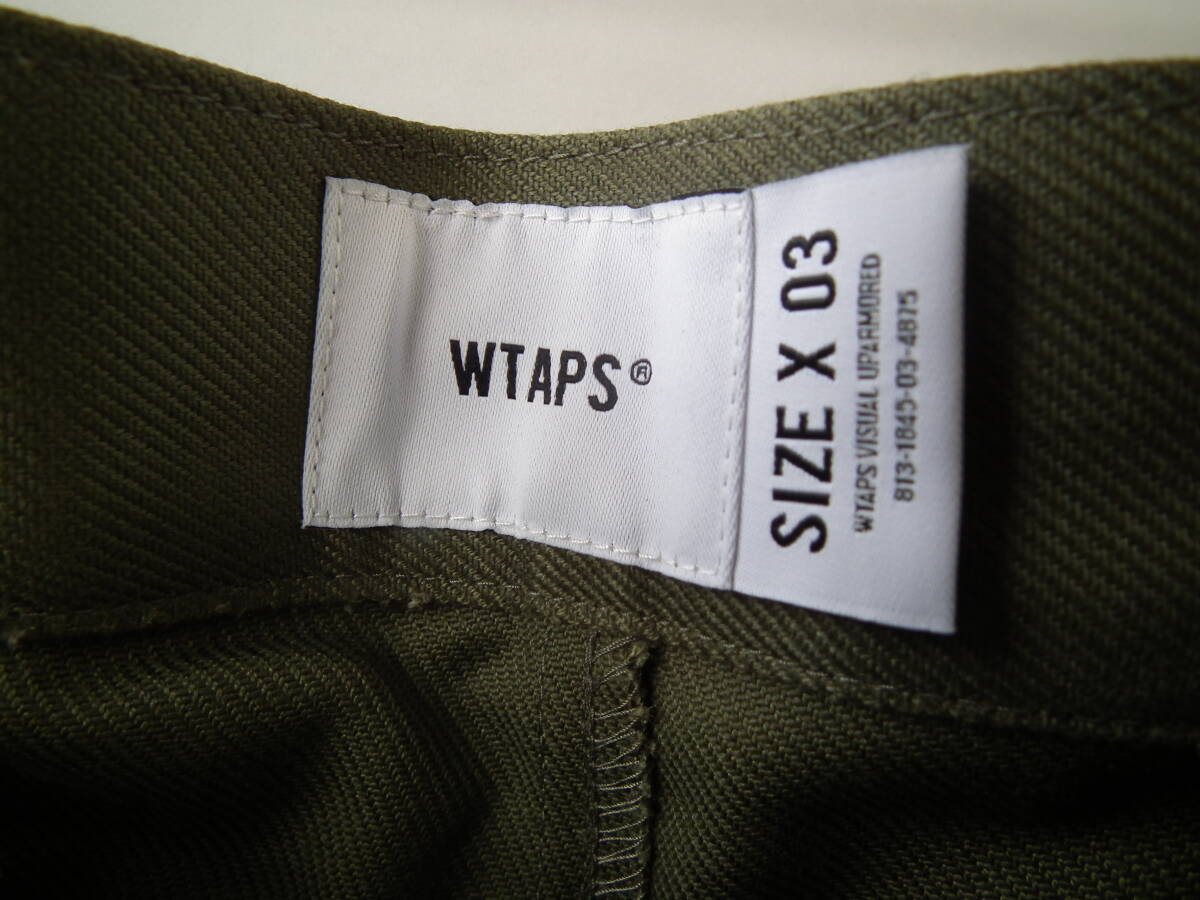 WTAPS®
SIZE X 03
WTAPS VISUAL UPARMORED
813-1845-03-4875